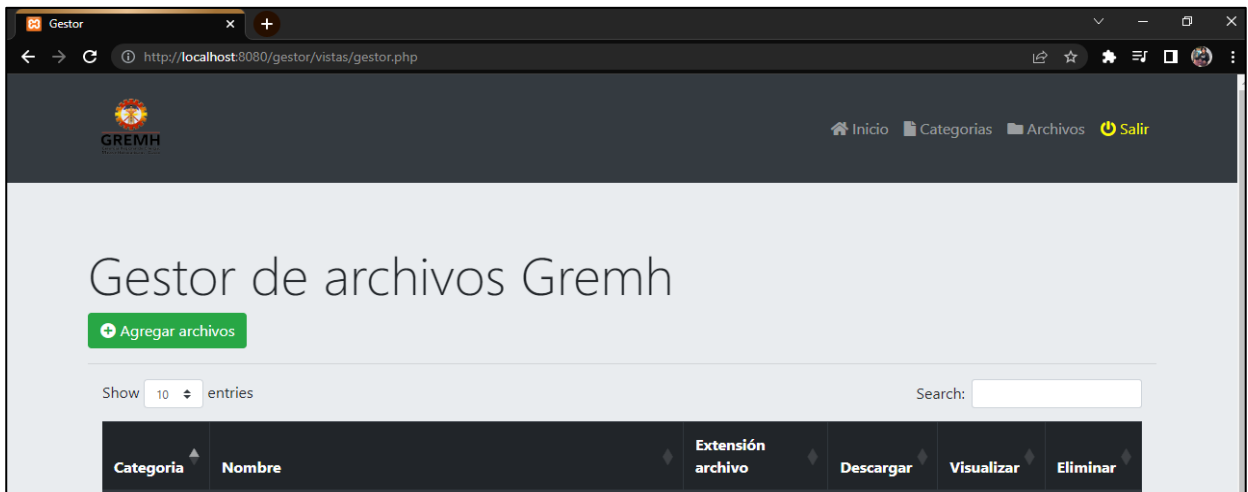 Gestor
http://localhost:8080/gestor/vistas/gestor.php
GREMH
Inicio Categorias Archivos Salir
Gestor de archivos Gremh
Agregar archivos
Show 10 entries Search:
Categoria Nombre Extensión archivo Descargar Visualizar Eliminar